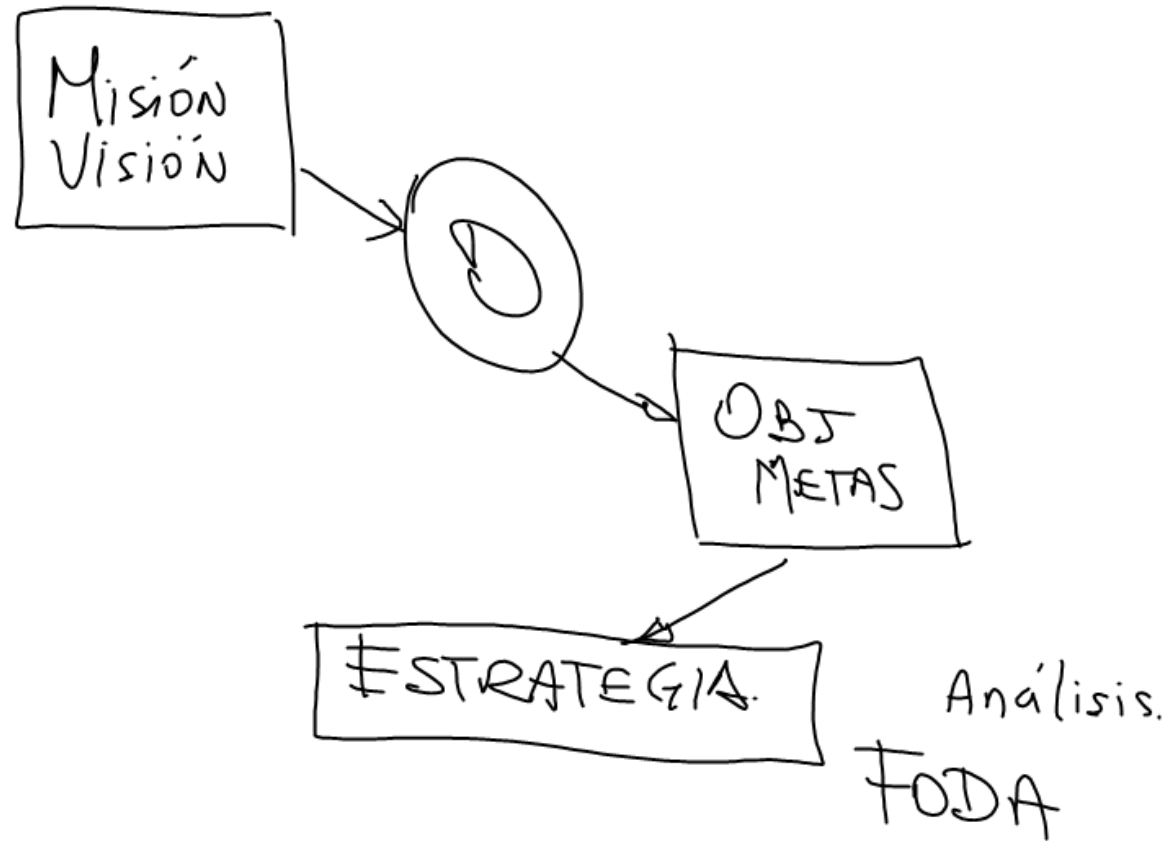 Misión
Visión
OBJ
METAS
ESTRATEGIA.
Análisis.
FODA